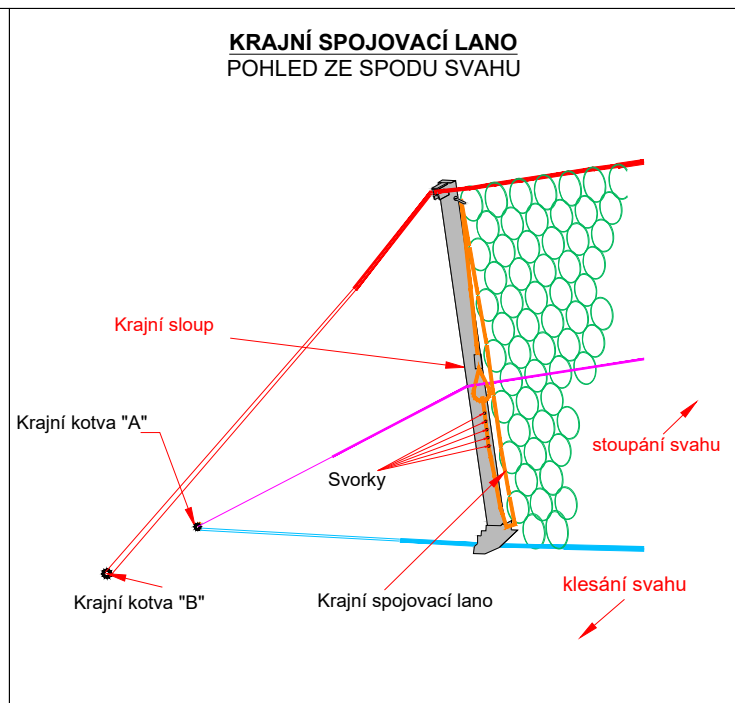 KRAJNÍ SPOJOVACÍ LANO
POHLED ZE SPODU SVAHU
Krajní sloup
Krajní kotva "A"
stoupání svahu
Svorky
klesání svahu
Krajní kotva "B"
Krajní spojovací lano